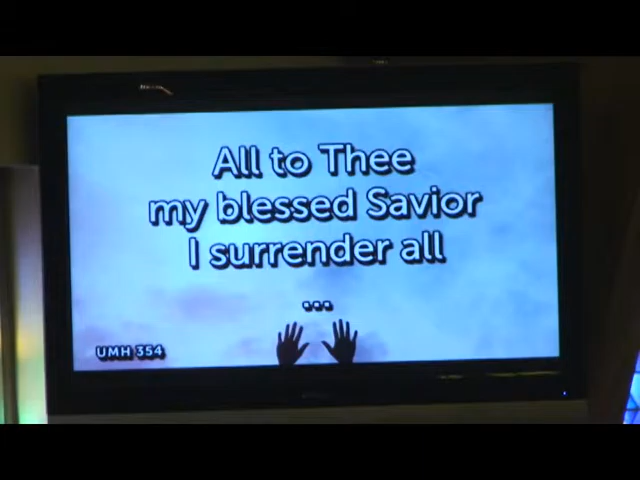 All to Thee
my blessed Savior
I surrender all
...
UMH 354